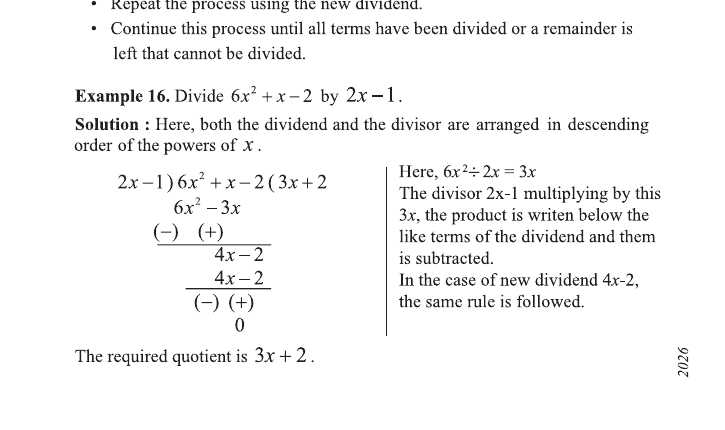 • Repeat the process using the new dividend.
• Continue this process until all terms have been divided or a remainder is
left that cannot be divided.
Example 16. Divide 6x² + x – 2 by 2x – 1.
Solution : Here, both the dividend and the divisor are arranged in descending
order of the powers of x.
2x – 1 ) 6x² + x – 2 ( 3x + 2
6x² – 3x
(–) (+)
4x – 2
4x – 2
(–) (+)
0
Here, 6x² ÷ 2x = 3x
The divisor 2x-1 multiplying by this
3x, the product is writen below the
like terms of the dividend and them
is subtracted.
In the case of new dividend 4x-2,
the same rule is followed.
The required quotient is 3x + 2.
2026